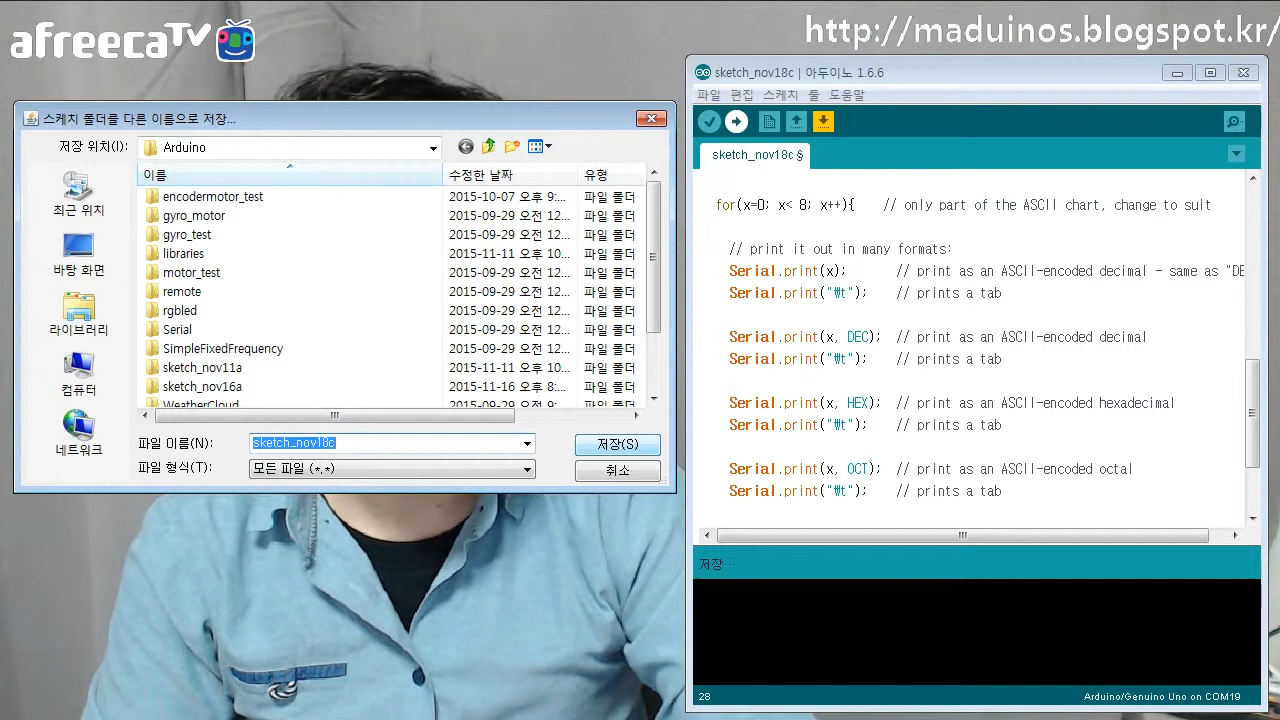 afreecaTV
http://maduinos.blogspot.kr/
스케치 폴더를 다른 이름으로 저장...
저장 위치(I):
Arduino
이름
수정한 날짜
유형
encodermotor_test
2015-10-07 오후 9:...
파일 폴더
gyro_motor
2015-09-29 오전 12...
파일 폴더
gyro_test
2015-09-29 오전 12...
파일 폴더
libraries
2015-11-11 오후 10...
파일 폴더
motor_test
2015-09-29 오전 12...
파일 폴더
remote
2015-09-29 오전 12...
파일 폴더
rgbled
2015-09-29 오전 12...
파일 폴더
Serial
2015-09-29 오전 12...
파일 폴더
SimpleFixedFrequency
2015-09-29 오전 12...
파일 폴더
sketch_nov11a
2015-11-11 오후 10...
파일 폴더
sketch_nov16a
2015-11-16 오후 8:...
파일 폴더
WeatherCloud
2015-09-29 오전 9:...
파일 폴더
최근 위치
바탕 화면
라이브러리
컴퓨터
네트워크
파일 이름(N):
sketch_nov18c
저장(S)
파일 형식(T):
모든 파일 (*.*)
취소
sketch_nov18c | 아두이노 1.6.6
파일 편집 스케치 툴 도움말
sketch_nov18c §
for(x=0; x< 8; x++){ // only part of the ASCII chart, change to suit
// print it out in many formats:
Serial.print(x); // print as an ASCII-encoded decimal - same as "DE
Serial.print("₩t"); // prints a tab
Serial.print(x, DEC); // print as an ASCII-encoded decimal
Serial.print("₩t"); // prints a tab
Serial.print(x, HEX); // print as an ASCII-encoded hexadecimal
Serial.print("₩t"); // prints a tab
Serial.print(x, OCT); // print as an ASCII-encoded octal
Serial.print("₩t"); // prints a tab
저장...
28
Arduino/Genuino Uno on COM19